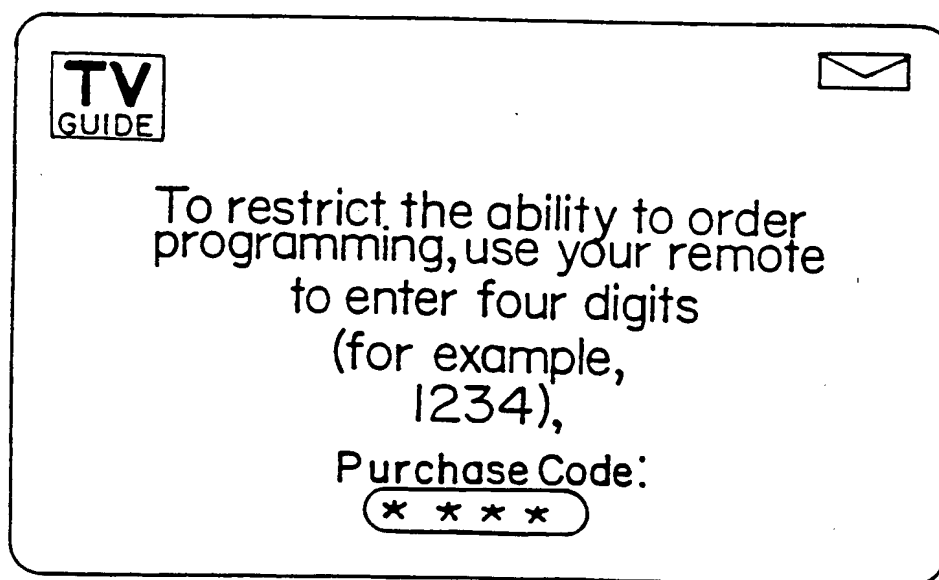 TV
GUIDE
To restrict the ability to order
programming, use your remote
to enter four digits
(for example,
1234),
Purchase Code:
* * * *